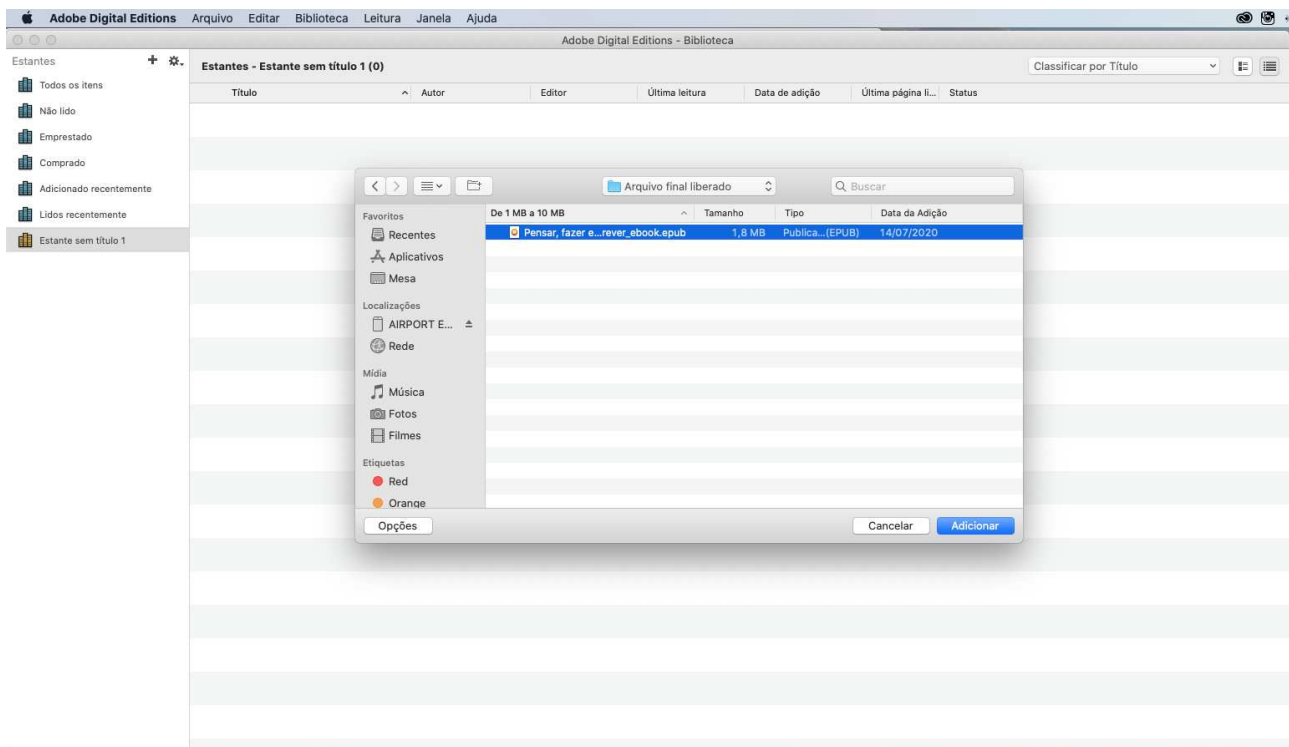 Adobe Digital Editions Arquivo Editar Biblioteca Leitura Janela Ajuda
Adobe Digital Editions - Biblioteca
Estantes
Estantes - Estante sem título 1 (0)
Classificar por Título
Título Autor Editor Última leitura Data de adição Última página li... Status
Todos os itens
Não lido
Emprestado
Comprado
Adicionado recentemente
Lidos recentemente
Estante sem título 1
Arquivo final liberado
Buscar
Favoritos
Recentes
Aplicativos
Mesa
Localizações
AIRPORT E...
Rede
Mídia
Música
Fotos
Filmes
Etiquetas
Red
Orange
De 1 MB a 10 MB Tamanho Tipo Data da Adição
Pensar, fazer e...rever_ebook.epub 1,8 MB Publica...(EPUB) 14/07/2020
Opções Cancelar Adicionar